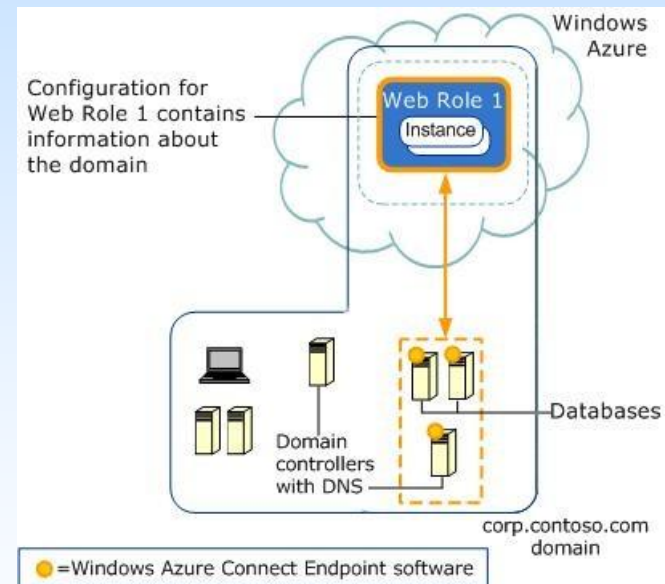 Windows
Azure
Configuration for
Web Role 1 contains
information about
the domain
Web Role 1
Instance
Databases
Domain
controllers
with DNS
corp.contoso.com
domain
=Windows Azure Connect Endpoint software